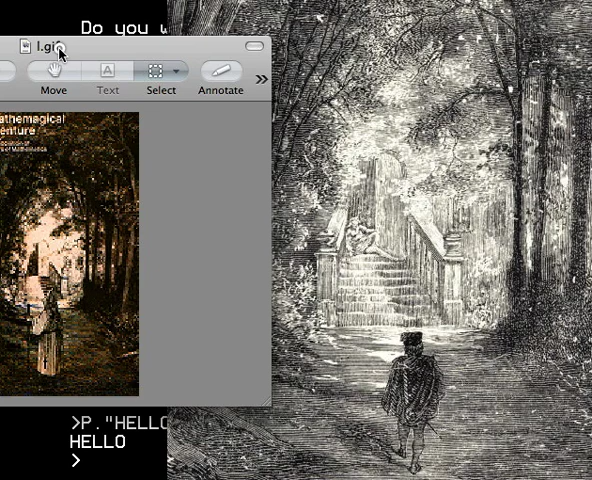 Do you w
l.gif
Move
Text
Select
Annotate
»
athemagical
enture
>P."HELLO
HELLO
>